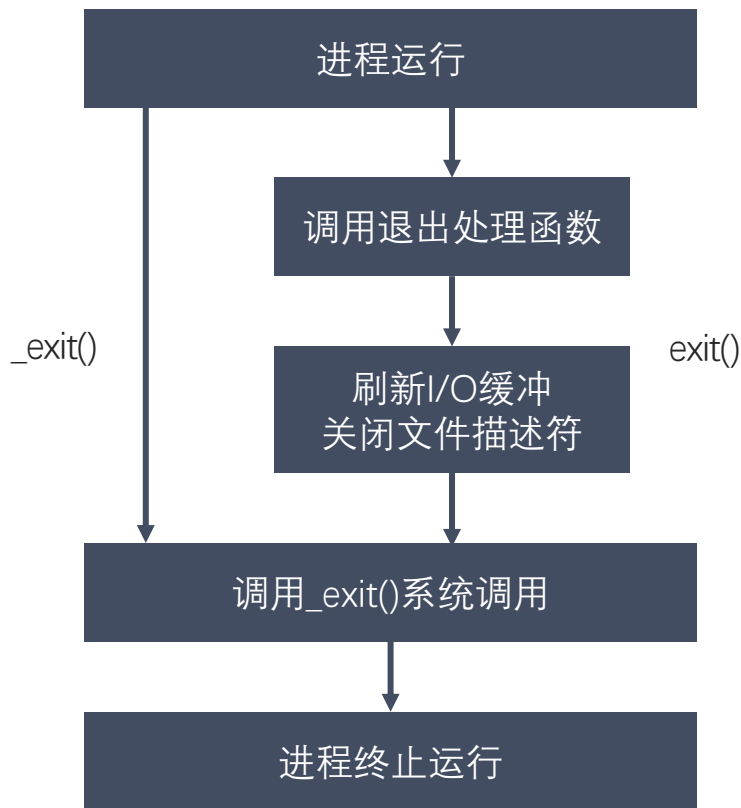 进程运行
调用退出处理函数
_exit()
exit()
刷新I/O缓冲
关闭文件描述符
调用_exit()系统调用
进程终止运行